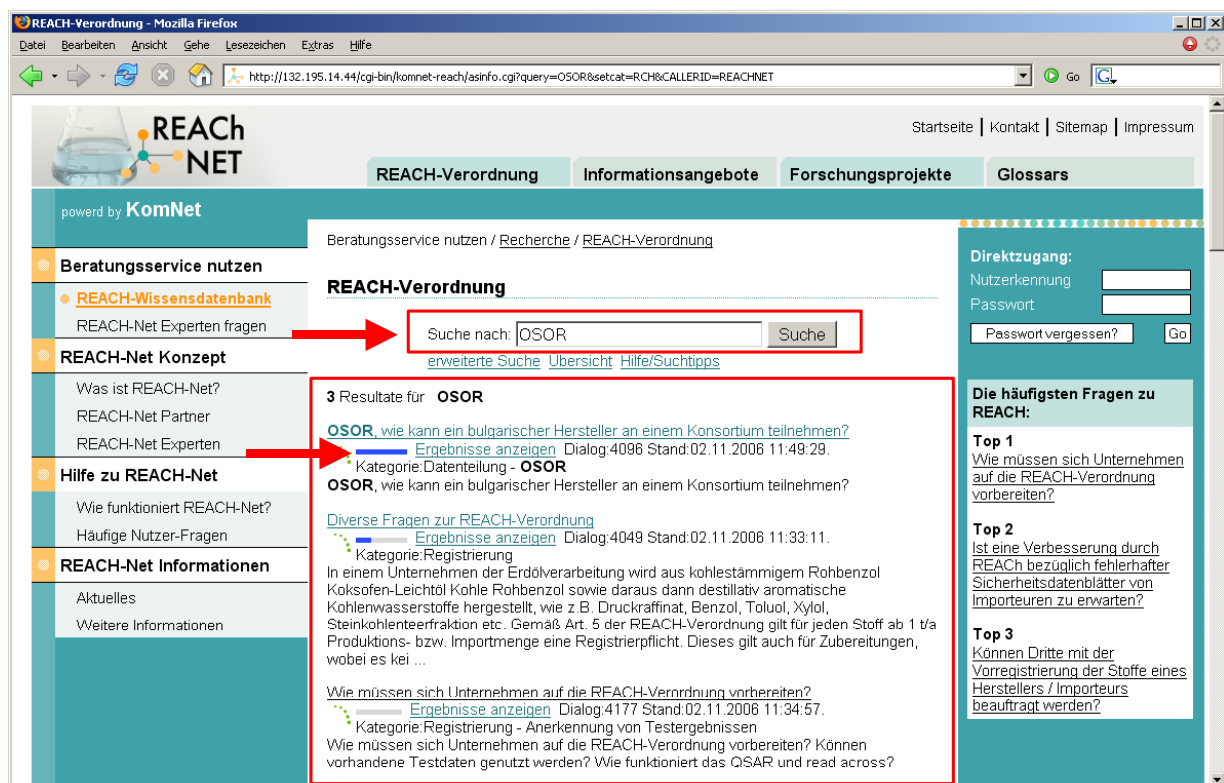 REACH-Verordnung - Mozilla Firefox
Datei Bearbeiten Ansicht Gehe Lesezeichen Extras Hilfe
http://132.195.14.44/cgi-bin/komnet-reach/asinfo.cgi?query=OSOR&setcat=RCH&CALLERID=REACHNET
Go
G
REACh
NET
Startseite | Kontakt | Sitemap | Impressum
REACH-Verordnung Informationsangebote Forschungsprojekte Glossars
powerd by KomNet
Beratungsservice nutzen
REACH-Wissensdatenbank
REACH-Net Experten fragen
REACH-Net Konzept
Was ist REACH-Net?
REACH-Net Partner
REACH-Net Experten
Hilfe zu REACH-Net
Wie funktioniert REACH-Net?
Häufige Nutzer-Fragen
REACH-Net Informationen
Aktuelles
Weitere Informationen
Beratungsservice nutzen / Recherche / REACH-Verordnung
REACH-Verordnung
Suche nach: OSOR Suche
erweiterte Suche Übersicht Hilfe/Suchtipps
3 Resultate für OSOR
OSOR, wie kann ein bulgarischer Hersteller an einem Konsortium teilnehmen?
Ergebnisse anzeigen Dialog:4096 Stand:02.11.2006 11:49:29.
Kategorie:Datenteilung - OSOR
OSOR, wie kann ein bulgarischer Hersteller an einem Konsortium teilnehmen?
Diverse Fragen zur REACH-Verordnung
Ergebnisse anzeigen Dialog:4049 Stand:02.11.2006 11:33:11.
Kategorie:Registrierung
In einem Unternehmen der Erdölverarbeitung wird aus kohlestämmigem Rohbenzol
Koksofen-Leichtöl Kohle Rohbenzol sowie daraus dann destillativ aromatische
Kohlenwasserstoffe hergestellt, wie z.B. Druckraffinat, Benzol, Toluol, Xylol,
Steinkohlenteerfraktion etc. Gemäß Art. 5 der REACH-Verordnung gilt für jeden Stoff ab 1 t/a
Produktions- bzw. Importmenge eine Registrierpflicht. Dieses gilt auch für Zubereitungen,
wobei es kei ...
Wie müssen sich Unternehmen auf die REACH-Verordnung vorbereiten?
Ergebnisse anzeigen Dialog:4177 Stand:02.11.2006 11:34:57.
Kategorie:Registrierung - Anerkennung von Testergebnissen
Wie müssen sich Unternehmen auf die REACH-Verordnung vorbereiten? Können
vorhandene Testdaten genutzt werden? Wie funktioniert das QSAR und read across?
Direktzugang:
Nutzerkennung
Passwort
Passwort vergessen? Go
Die häufigsten Fragen zu
REACH:
Top 1
Wie müssen sich Unternehmen
auf die REACH-Verordnung
vorbereiten?
Top 2
Ist eine Verbesserung durch
REACh bezüglich fehlerhafter
Sicherheitsdatenblätter von
Importeuren zu erwarten?
Top 3
Können Dritte mit der
Vorregistrierung der Stoffe eines
Herstellers / Importeurs
beauftragt werden?